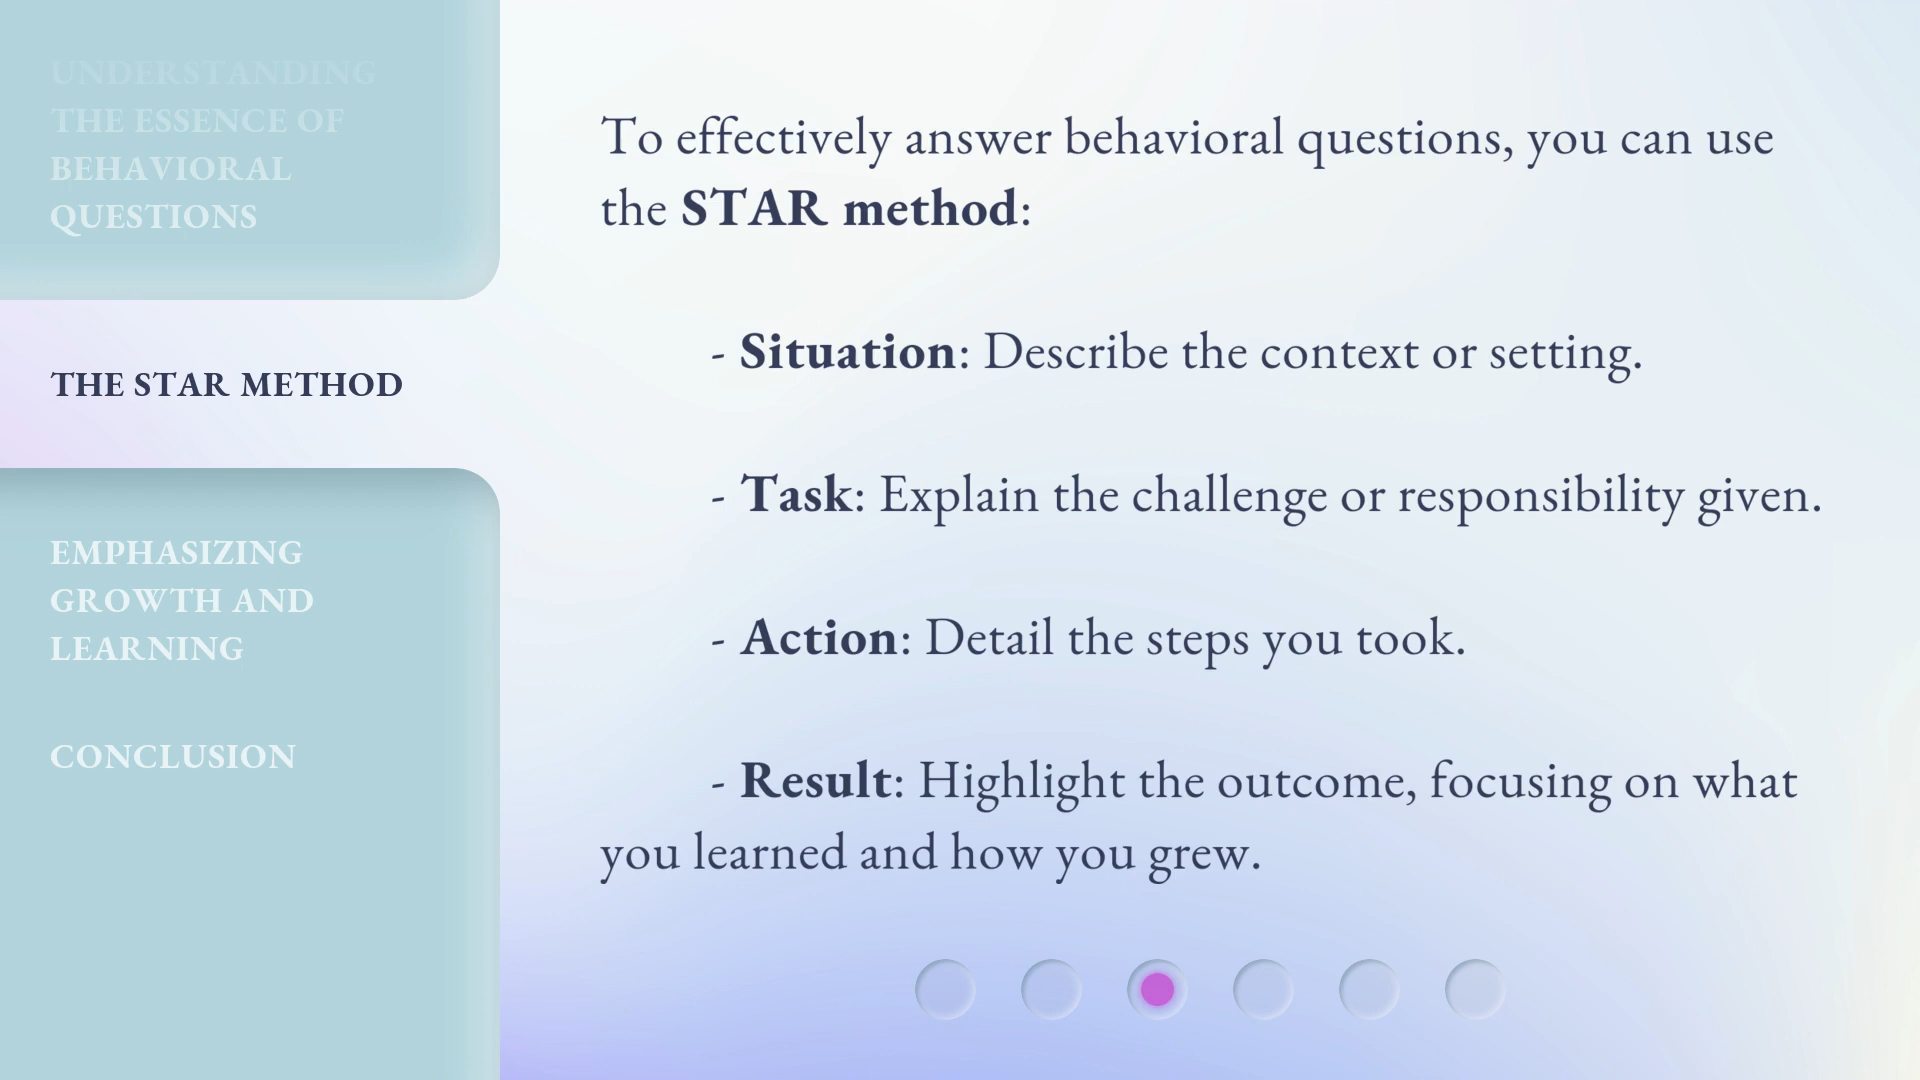 UNDERSTANDING
THE ESSENCE OF
BEHAVIORAL
QUESTIONS
THE STAR METHOD
EMPHASIZING
GROWTH AND
LEARNING
CONCLUSION
To effectively answer behavioral questions, you can use
the STAR method:
- Situation: Describe the context or setting.
- Task: Explain the challenge or responsibility given.
- Action: Detail the steps you took.
- Result: Highlight the outcome, focusing on what
you learned and how you grew.